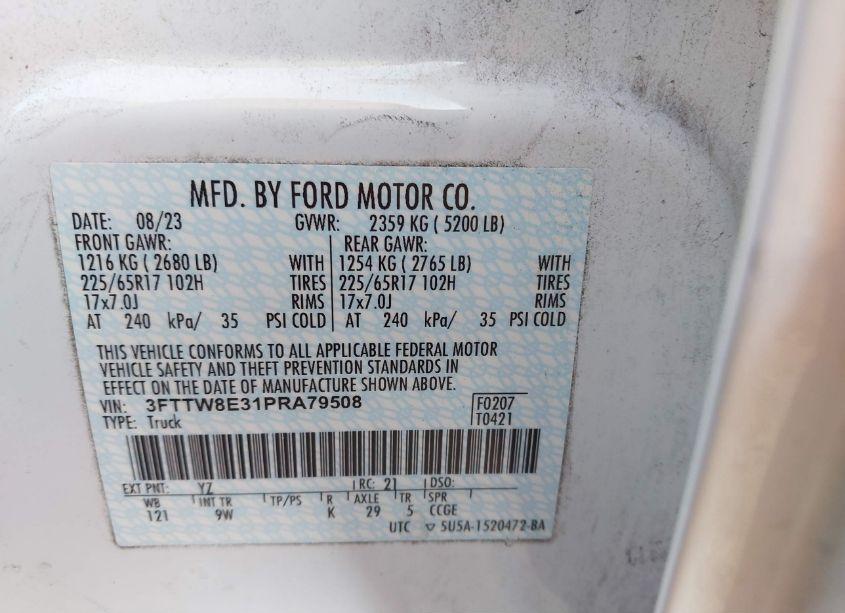 MFD. BY FORD MOTOR CO.
DATE: 08/23 GVWR: 2359 KG ( 5200 LB)
FRONT GAWR: REAR GAWR:
1216 KG ( 2680 LB) WITH 1254 KG ( 2765 LB) WITH
225/65R17 102H TIRES 225/65R17 102H TIRES
17x7.0J RIMS 17x7.0J RIMS
AT 240 kPa/ 35 PSI COLD AT 240 kPa/ 35 PSI COLD
THIS VEHICLE CONFORMS TO ALL APPLICABLE FEDERAL MOTOR
VEHICLE SAFETY AND THEFT PREVENTION STANDARDS IN
EFFECT ON THE DATE OF MANUFACTURE SHOWN ABOVE.
VIN: 3FTTW8E31PRA79508 F0207
TYPE: Truck T0421
EXT PNT: YZ RC: 21 DSO:
WB INT TR TP/PS R AXLE TR SPR
121 9W K 29 5 CCGE
UTC ▽ 5U5A-1520472-BA